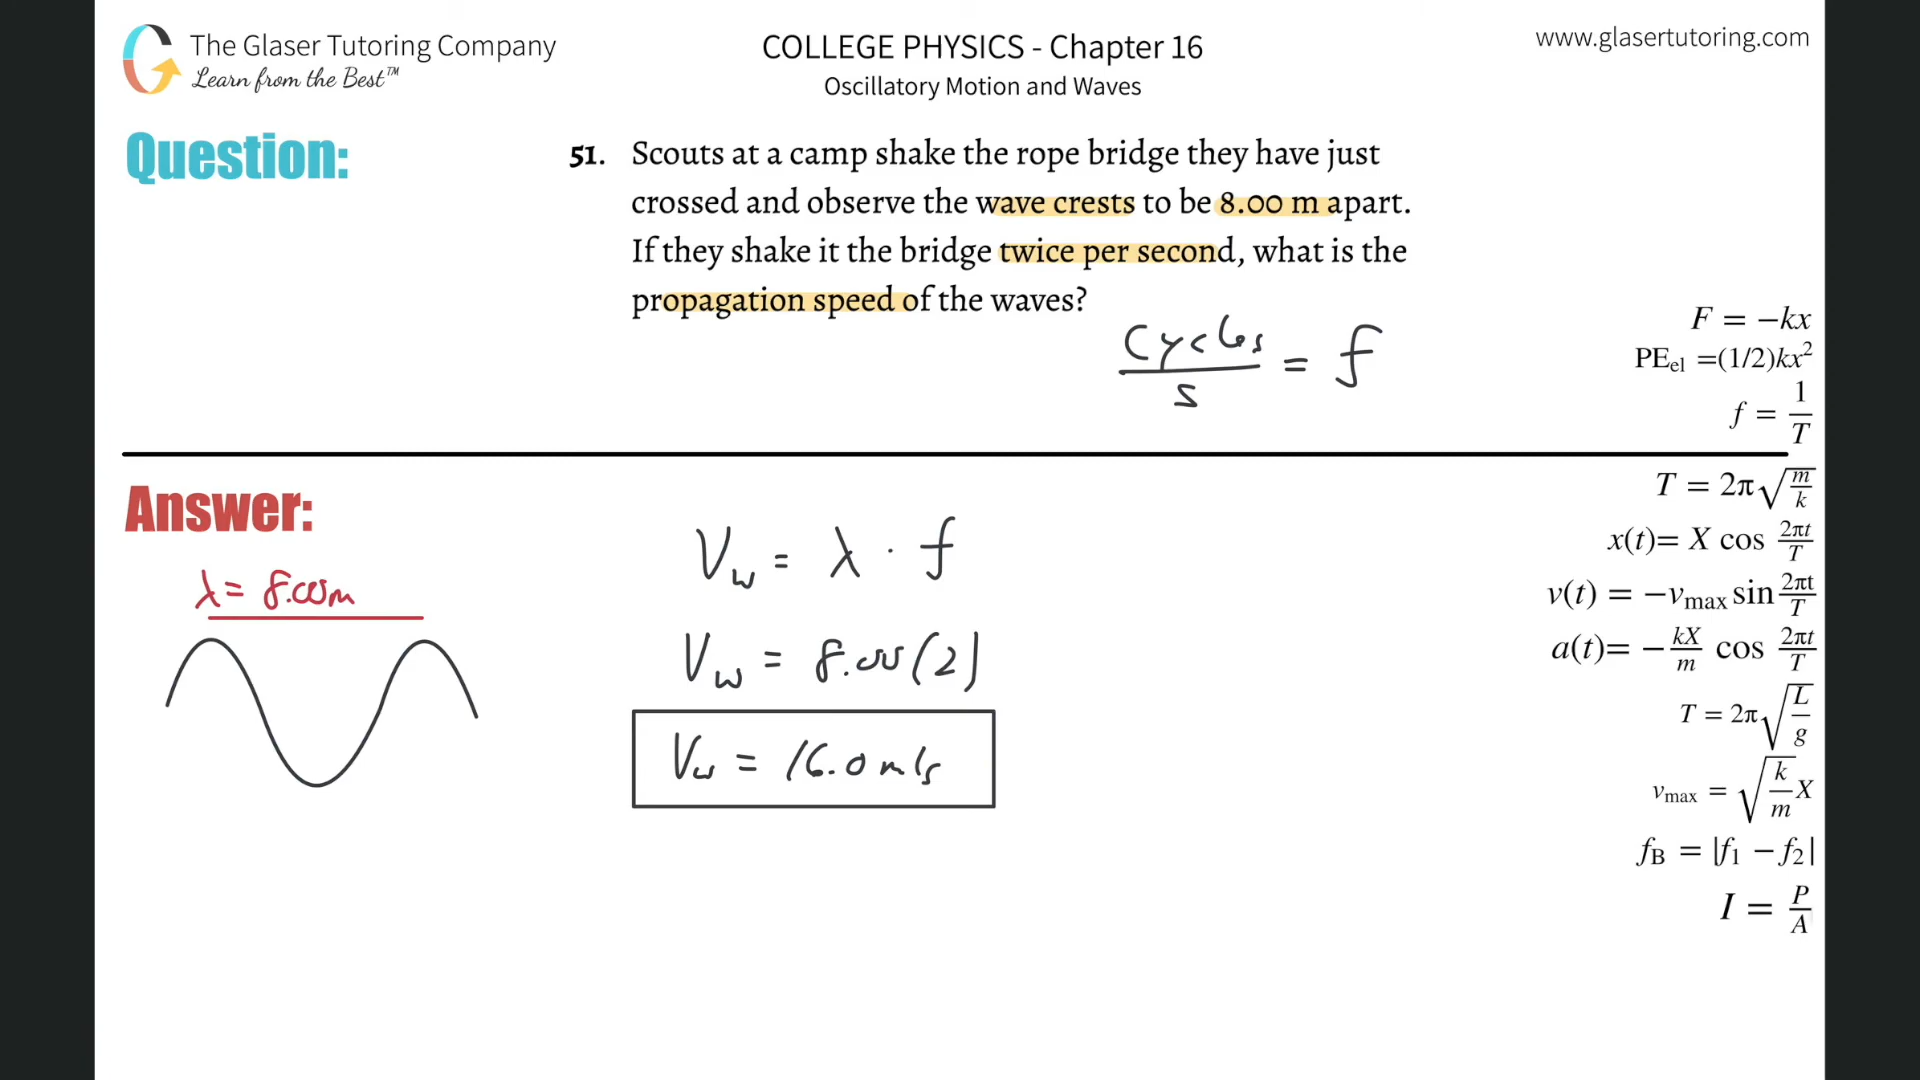 The Glaser Tutoring Company
Learn from the Best™
COLLEGE PHYSICS - Chapter 16
Oscillatory Motion and Waves
www.glasertutoring.com
Question:
51. Scouts at a camp shake the rope bridge they have just
crossed and observe the wave crests to be 8.00 m apart.
If they shake it the bridge twice per second, what is the
propagation speed of the waves?
Cycles/s = f
F = −kx
PEel =(1/2)kx²
f = 1/T
Answer:
λ = 8.00m
Vw = λ · f
Vw = 8.00(2)
Vw = 16.0 m/s
T = 2π√(m/k)
x(t)= X cos 2πt/T
v(t) = −vmax sin 2πt/T
a(t)= −kX/m cos 2πt/T
T = 2π√(L/g)
vmax = √(k/m)X
fB = |f1 − f2|
I = P/A